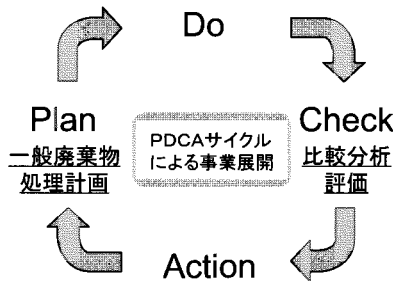 Do
Plan
一般廃棄物
処理計画
PDCAサイクル
による事業展開
Check
比較分析
評価
Action